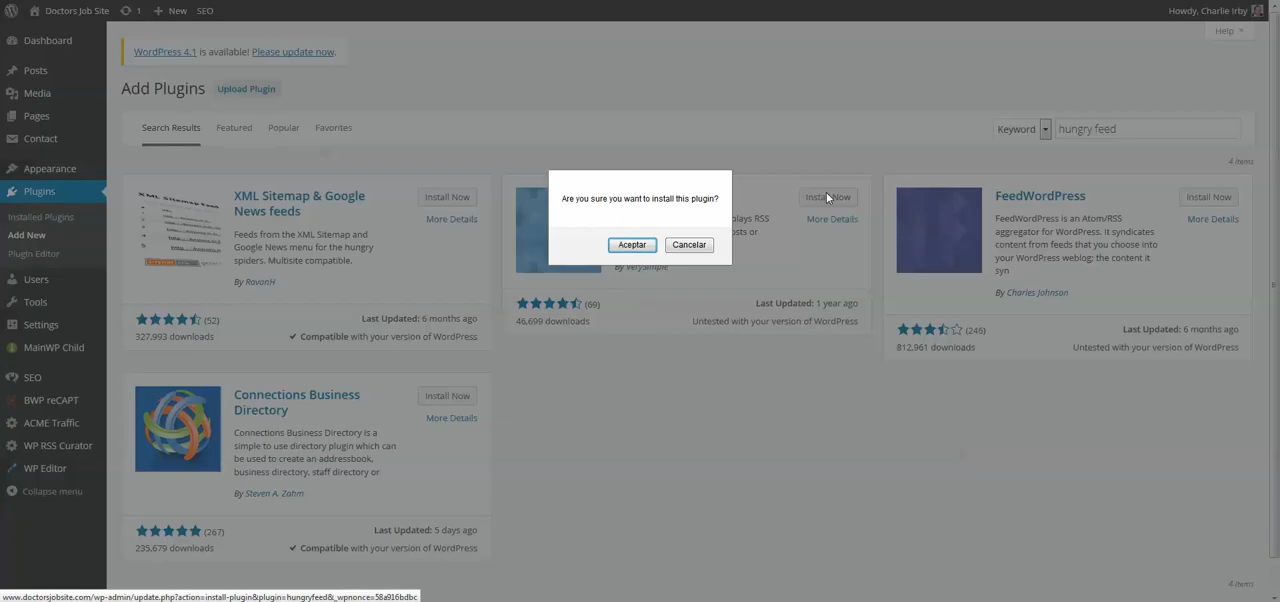 Doctors Job Site 1 New SEO Howdy, Charlie Irby
Help
Dashboard
Posts
Media
Pages
Contact
Appearance
Plugins
Installed Plugins
Add New
Plugin Editor
Users
Tools
Settings
MainWP Child
SEO
BWP reCAPT
ACME Traffic
WP RSS Curator
WP Editor
Collapse menu
WordPress 4.1 is available! Please update now.
Add Plugins Upload Plugin
Search Results Featured Popular Favorites Keyword hungry feed
4 items
XML Sitemap & Google
News feeds
Install Now
More Details
Feeds from the XML Sitemap and
Google News menu for the hungry
spiders. Multisite compatible.
By RavanH
(52)
327,993 downloads
Last Updated: 6 months ago
Compatible with your version of WordPress
Are you sure you want to install this plugin?
Aceptar Cancelar
Install Now
More Details
plays RSS
osts or
By VerySimple
(69)
46,699 downloads
Last Updated: 1 year ago
Untested with your version of WordPress
FeedWordPress
Install Now
More Details
FeedWordPress is an Atom/RSS
aggregator for WordPress. It syndicates
content from feeds that you choose into
your WordPress weblog; the content it
syn
By Charles Johnson
(246)
812,961 downloads
Last Updated: 6 months ago
Untested with your version of WordPress
Connections Business
Directory
Install Now
More Details
Connections Business Directory is a
simple to use directory plugin which can
be used to create an addressbook,
business directory, staff directory or
By Steven A. Zahm
(267)
235,679 downloads
Last Updated: 5 days ago
Compatible with your version of WordPress
4 items
www.doctorsjobsite.com/wp-admin/update.php?action=install-plugin&plugin=hungryfeed&_wpnonce=58a916bdbc